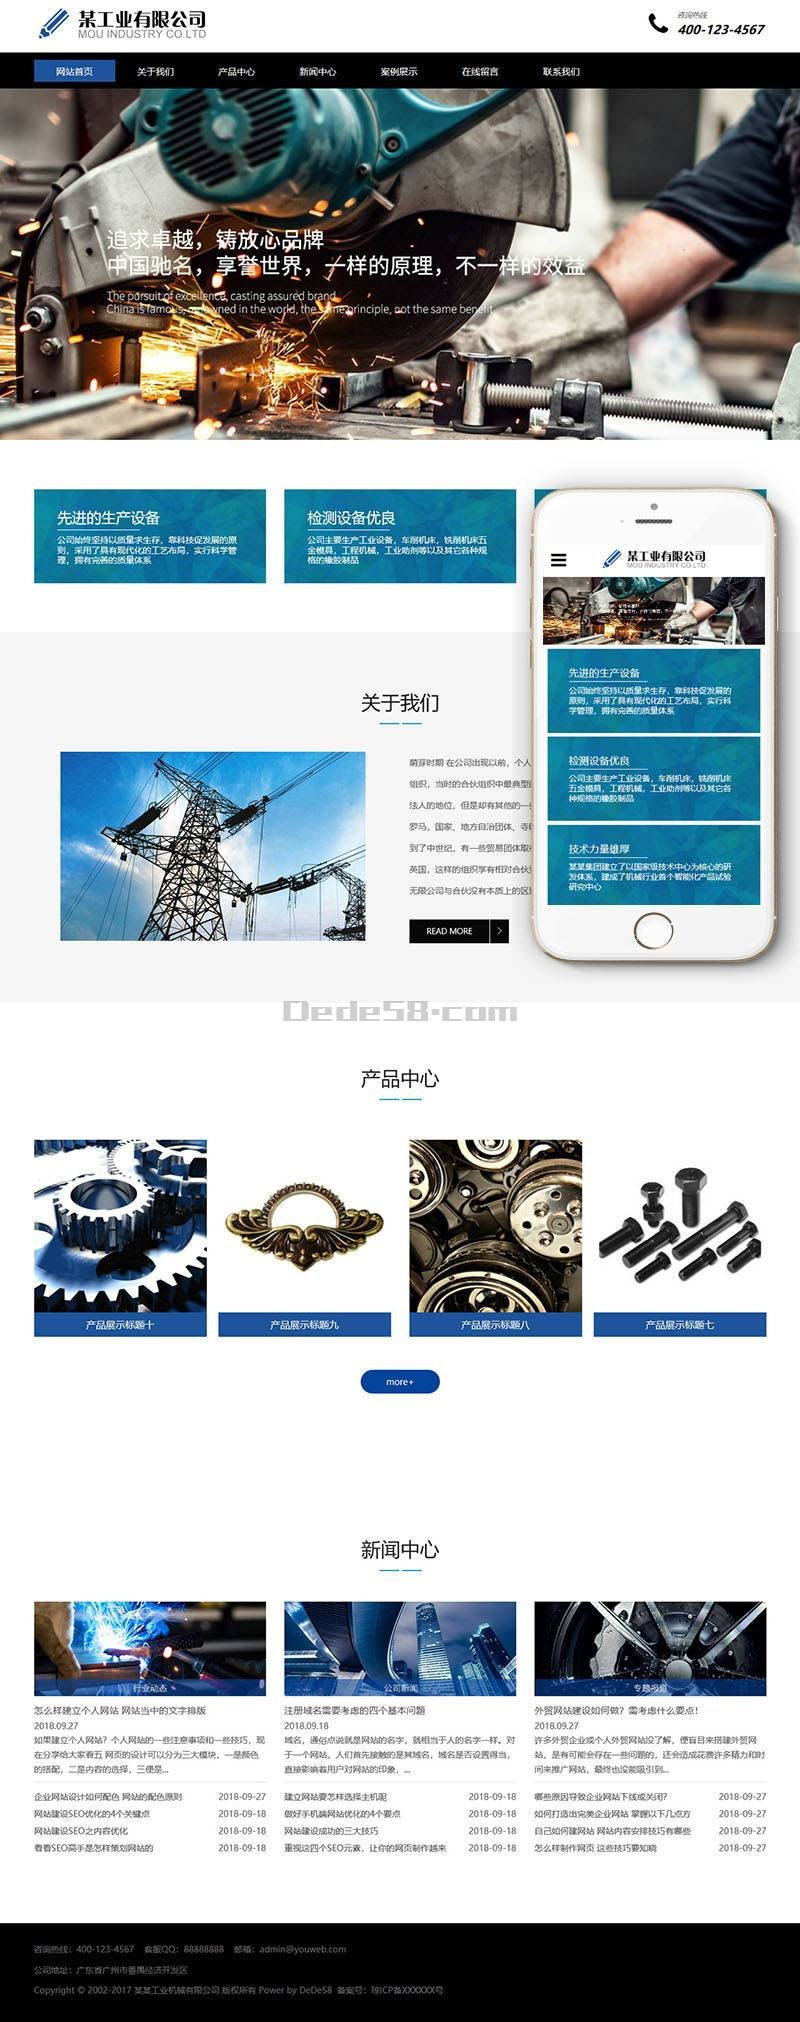 某工业有限公司
MOU INDUSTRY CO.LTD
咨询热线
400-123-4567
网站首页 关于我们 产品中心 新闻中心 案例展示 在线留言 联系我们
追求卓越，铸放心品牌
中国驰名，享誉世界，一样的原理，不一样的效益
The pursuit of excellence, casting assured brand
China is famous, renowned in the world, the same principle, not the same benefit
先进的生产设备
公司始终坚持以质量求生存，靠科技促发展的原
则，采用了具有现代化的工艺布局，实行科学管
理，拥有完善的质量体系
检测设备优良
公司主要生产工业设备，车削机床，铣削机床五
金模具，工程机械，工业助剂等以及其它各种规
格的橡胶制品
某工业有限公司
MOU INDUSTRY CO.LTD
先进的生产设备
公司始终坚持以质量求生存，靠科技促发展的
原则，采用了具有现代化的工艺布局，实行科
学管理，拥有完善的质量体系
检测设备优良
公司主要生产工业设备，车削机床，铣削机床
五金模具，工程机械，工业助剂等以及其它各
种规格的橡胶制品
技术力量雄厚
某某集团建立了以国家级技术中心为核心的研
发体系，建成了机械行业首个智能化产品试验
研究中心
关于我们
萌芽时期 在公司出现以前，个人
组织，当时的合伙组织中最典型的
法人的地位，但是却有其他的一些
罗马，国家、地方自治团体、寺院
到了中世纪，有一些贸易团体取得
英国，这样的组织享有相对合伙更
无限公司与合伙没有本质上的区别
READ MORE >
Dede58.com
产品中心
产品展示标题十 产品展示标题九 产品展示标题八 产品展示标题七
more+
新闻中心
行业动态
怎么样建立个人网站 网站当中的文字排版
2018.09.27
如果建立个人网站？个人网站的一些注意事项和一些技巧，现
在分享给大家看五 网页的设计可以分为三大模块，一是颜色
的搭配，二是内容的选择，三便是...
企业网站设计如何配色 网站的配色原则 2018-09-27
网站建设SEO优化的4个关键点 2018-09-18
网站建设SEO之内容优化 2018-09-18
看看SEO高手是怎样策划网站的 2018-09-18
公司新闻
注册域名需要考虑的四个基本问题
2018.09.18
域名，通俗点说就是网站的名字，就相当于人的名字一样。对
于一个网站，人们首先接触的是其域名，域名是否设置得当，
直接影响着用户对网站的印象，...
建立网站要怎样选择主机呢 2018-09-18
做好手机端网站优化的4个要点 2018-09-18
网站建设成功的三大技巧 2018-09-18
重视这四个SEO元素，让你的网页制作越来 2018-09-18
专题报道
外贸网站建设如何做？需考虑什么要点！
2018.09.27
许多外贸企业或个人外贸网站没了解，便盲目来搭建外贸网
站，是有可能会存在一些问题的，还会造成花费许多精力和时
间来推广网站，最终也没能吸引到...
哪些原因导致企业网站下线或关闭? 2018-09-27
如何打造出完美企业网站 掌握以下几点方 2018-09-27
自己如何建网站 网站内容安排技巧有哪些 2018-09-27
怎么样制作网页 这些技巧要知晓 2018-09-27
咨询热线：400-123-4567 客服QQ：88888888 邮箱：admin@youweb.com
公司地址：广东省广州市番禺经济开发区
Copyright © 2002-2017 某某工业机械有限公司 版权所有 Power by DeDe58 备案号：琼ICP备XXXXXX号